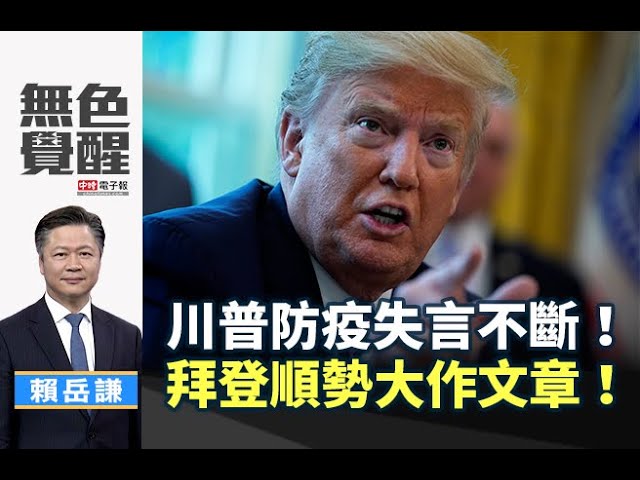 無色
覺醒
中時電子報
賴岳謙
川普防疫失言不斷！
拜登順勢大作文章！